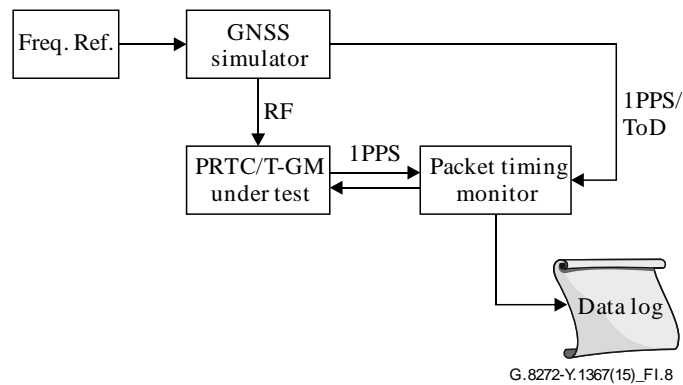 Freq. Ref.
GNSS
simulator
RF
1PPS/
ToD
PRTC/T-GM
under test
1PPS
Packet timing
monitor
Data log
G.8272-Y.1367(15)_FI.8